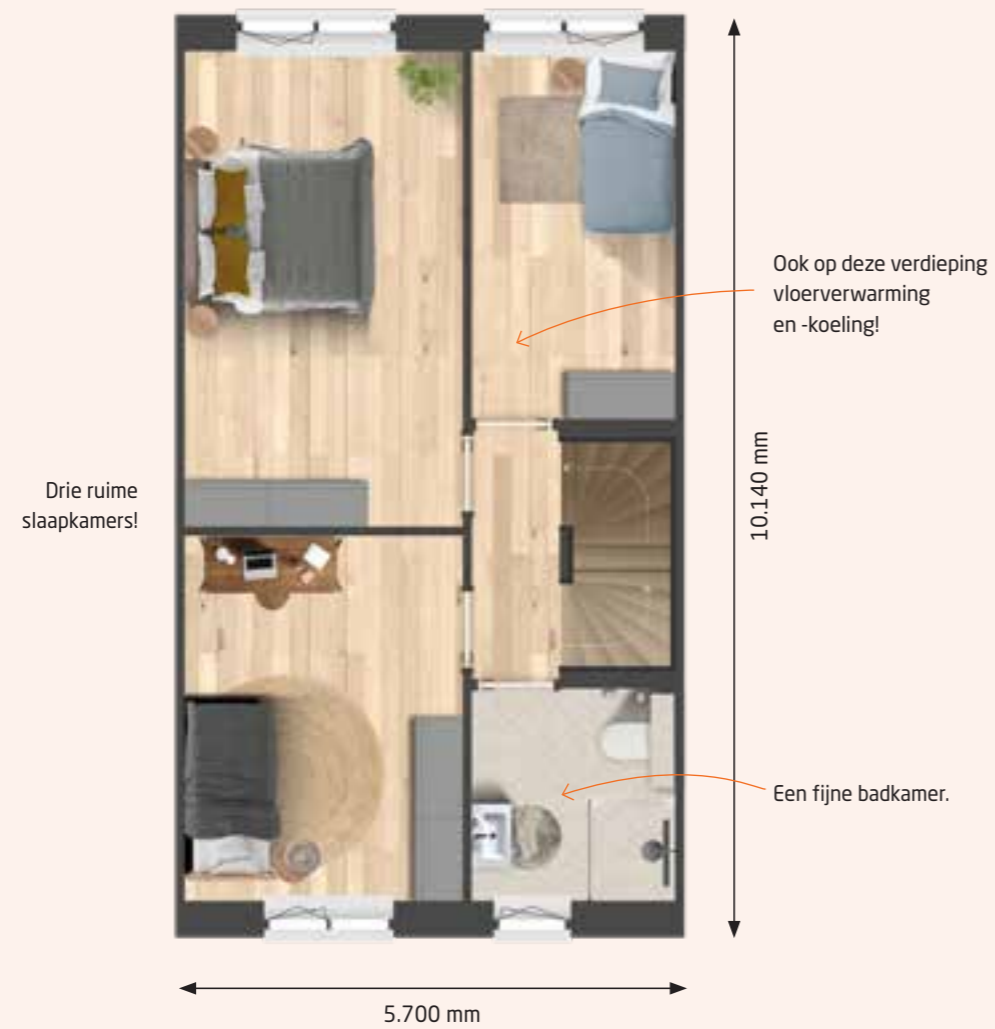 Ook op deze verdieping
vloerverwarming
en -koeling!
10.140 mm
Drie ruime
slaapkamers!
Een fijne badkamer.
5.700 mm